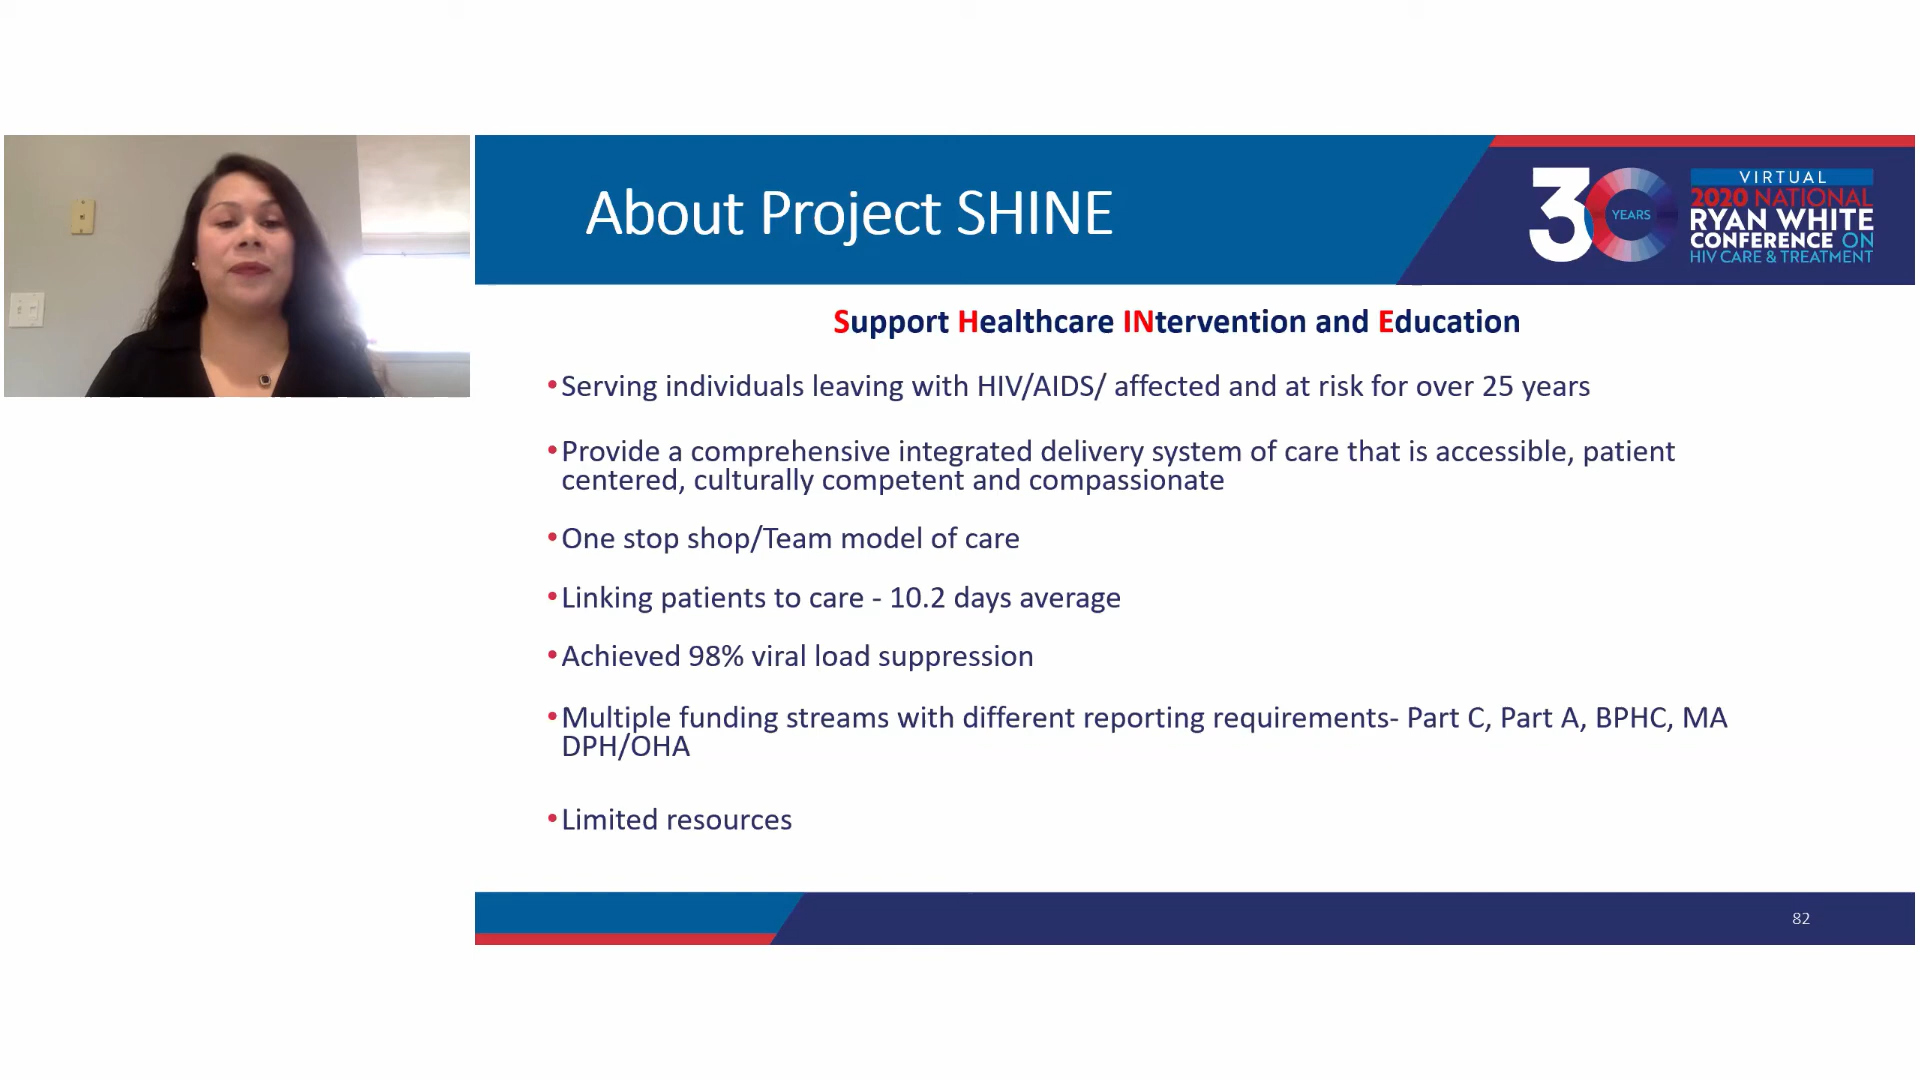 About Project SHINE
30
YEARS
VIRTUAL
2020 NATIONAL
RYAN WHITE
CONFERENCE ON
HIV CARE & TREATMENT
Support Healthcare INtervention and Education
•Serving individuals leaving with HIV/AIDS/ affected and at risk for over 25 years
•Provide a comprehensive integrated delivery system of care that is accessible, patient
centered, culturally competent and compassionate
•One stop shop/Team model of care
•Linking patients to care - 10.2 days average
•Achieved 98% viral load suppression
•Multiple funding streams with different reporting requirements- Part C, Part A, BPHC, MA
DPH/OHA
•Limited resources
82